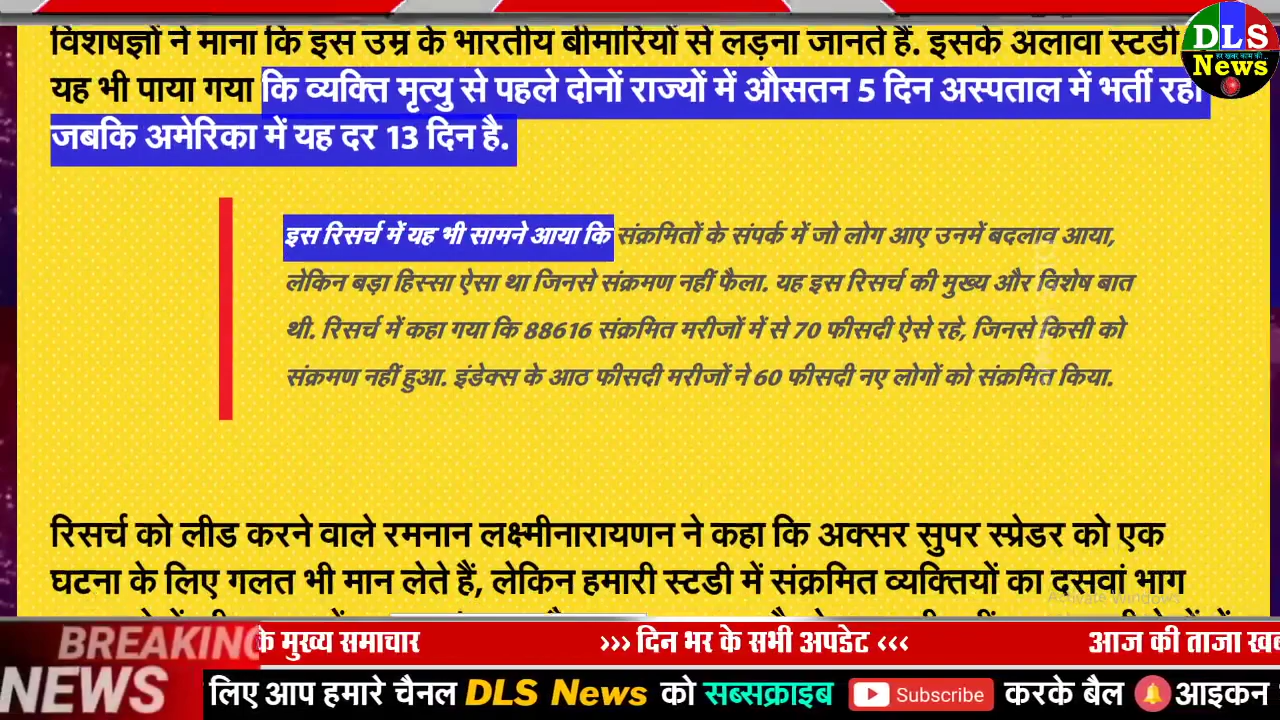 DLS
हर खबर काम की...
News
विशेषज्ञों ने माना कि इस उम्र के भारतीय बीमारियों से लड़ना जानते हैं. इसके अलावा स्टडी
यह भी पाया गया कि व्यक्ति मृत्यु से पहले दोनों राज्यों में औसतन 5 दिन अस्पताल में भर्ती रहा
जबकि अमेरिका में यह दर 13 दिन है.
इस रिसर्च में यह भी सामने आया कि संक्रमितों के संपर्क में जो लोग आए उनमें बदलाव आया,
लेकिन बड़ा हिस्सा ऐसा था जिनसे संक्रमण नहीं फैला. यह इस रिसर्च की मुख्य और विशेष बात
थी. रिसर्च में कहा गया कि 88616 संक्रमित मरीजों में से 70 फीसदी ऐसे रहे, जिनसे किसी को
संक्रमण नहीं हुआ. इंडेक्स के आठ फीसदी मरीजों ने 60 फीसदी नए लोगों को संक्रमित किया.
रिसर्च को लीड करने वाले रमनान लक्ष्मीनारायणन ने कहा कि अक्सर सुपर स्प्रेडर को एक
घटना के लिए गलत भी मान लेते हैं, लेकिन हमारी स्टडी में संक्रमित व्यक्तियों का दसवां भाग
Activate Windows
BREAKING
NEWS
के मुख्य समाचार >>> दिन भर के सभी अपडेट <<< आज की ताजा खब
लिए आप हमारे चैनल DLS News को सब्सक्राइब Subscribe करके बैल आइकन